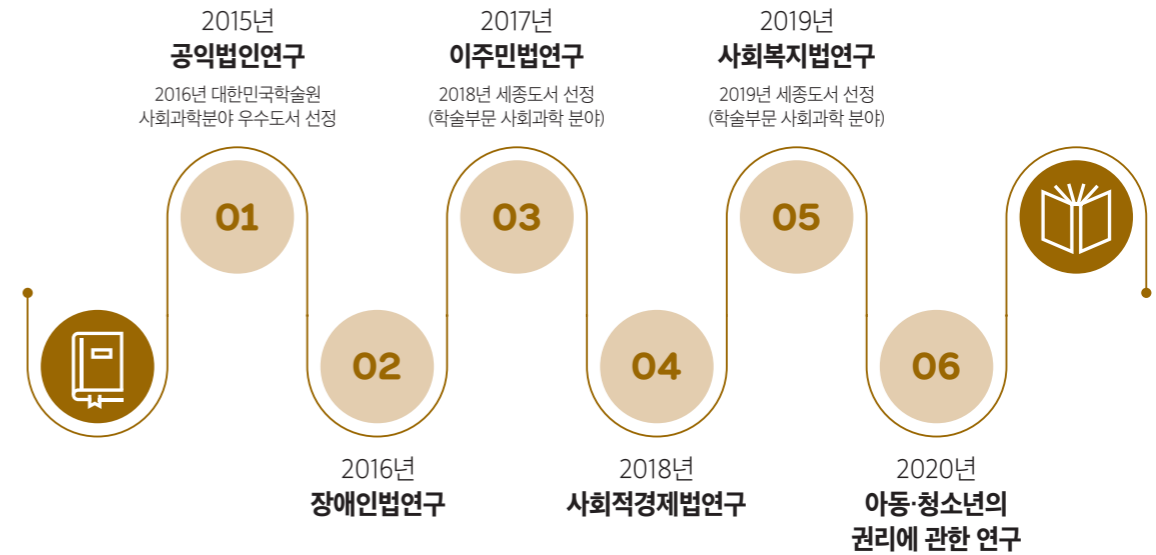 2015년
공익법인연구
2016년 대한민국학술원
사회과학분야 우수도서 선정
01
2016년
장애인법연구
02
2017년
이주민법연구
2018년 세종도서 선정
(학술부문 사회과학 분야)
03
2018년
사회적경제법연구
04
2019년
사회복지법연구
2019년 세종도서 선정
(학술부문 사회과학 분야)
05
2020년
아동·청소년의
권리에 관한 연구
06